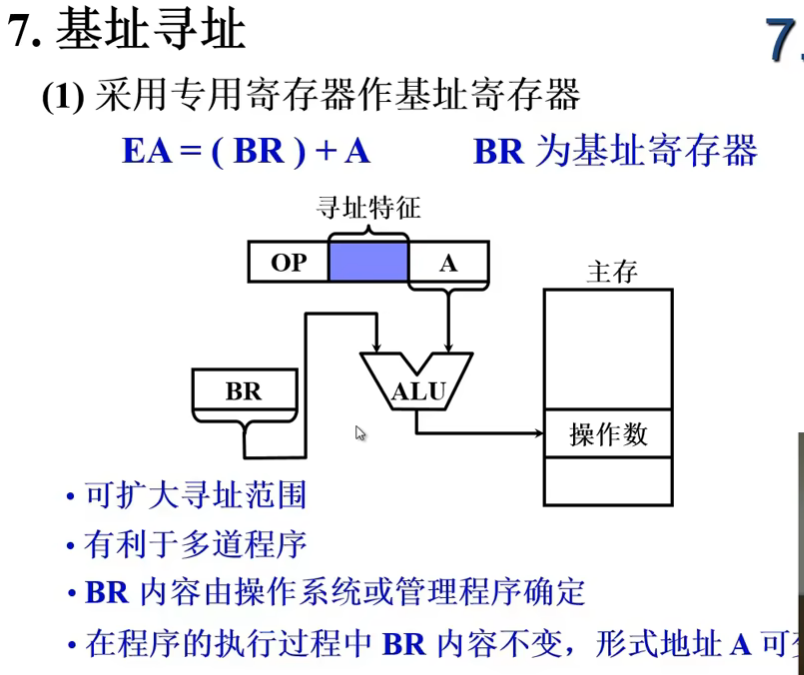 7. 基址寻址
7.
(1) 采用专用寄存器作基址寄存器
EA = ( BR ) + A
BR 为基址寄存器
寻址特征
OP
A
主存
BR
ALU
操作数
• 可扩大寻址范围
• 有利于多道程序
• BR 内容由操作系统或管理程序确定
• 在程序的执行过程中 BR 内容不变，形式地址 A 可